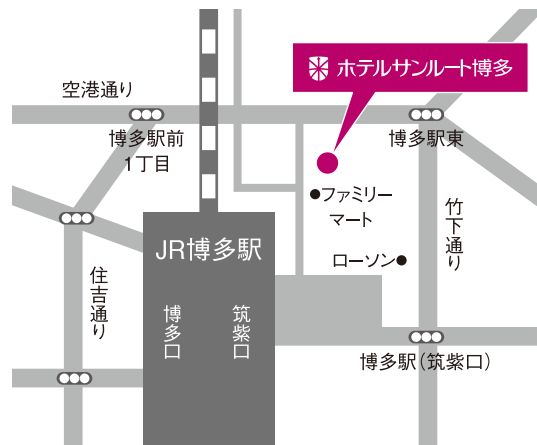 ホテルサンルート博多
空港通り
博多駅前
1丁目
博多駅東
ファミリー
マート
竹下通り
JR博多駅
ローソン
住吉通り
博多口
筑紫口
博多駅(筑紫口)